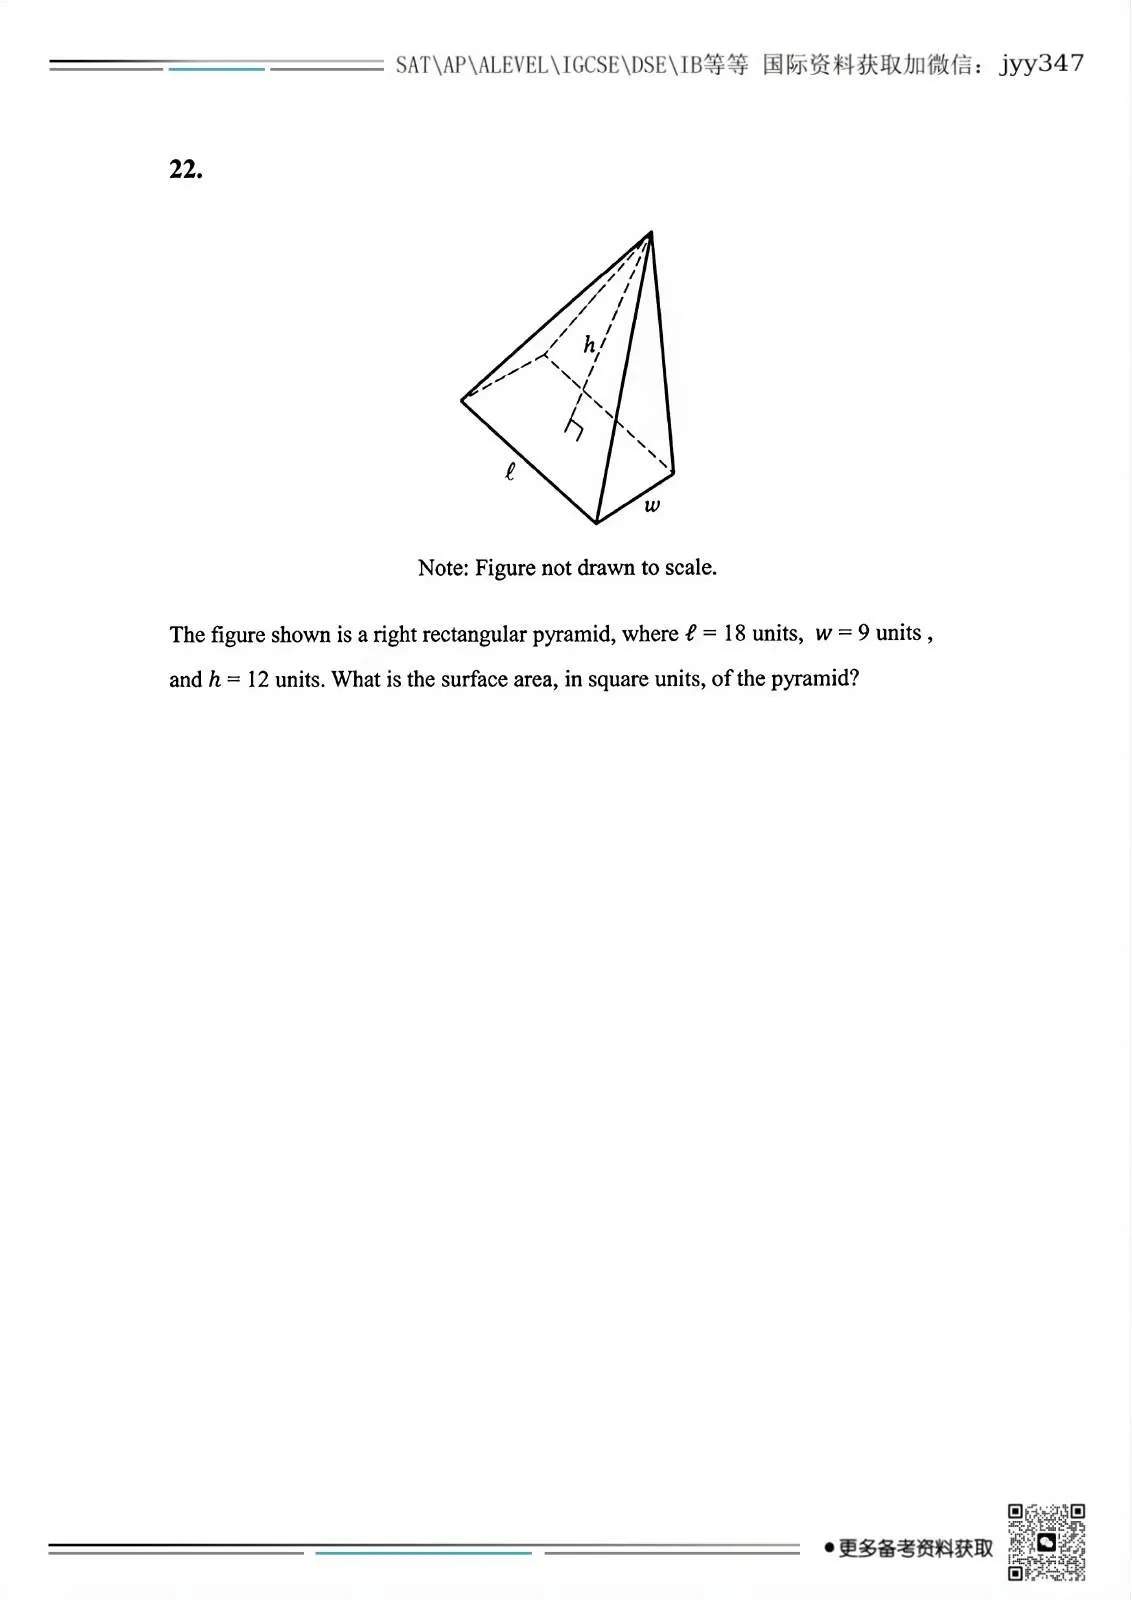 SAT\AP\ALEVEL\IGCSE\DSE\IB等等 国际资料获取加微信：jyy347
22.
h
ℓ
w
Note: Figure not drawn to scale.
The figure shown is a right rectangular pyramid, where ℓ = 18 units, w = 9 units ,
and h = 12 units. What is the surface area, in square units, of the pyramid?
•更多备考资料获取